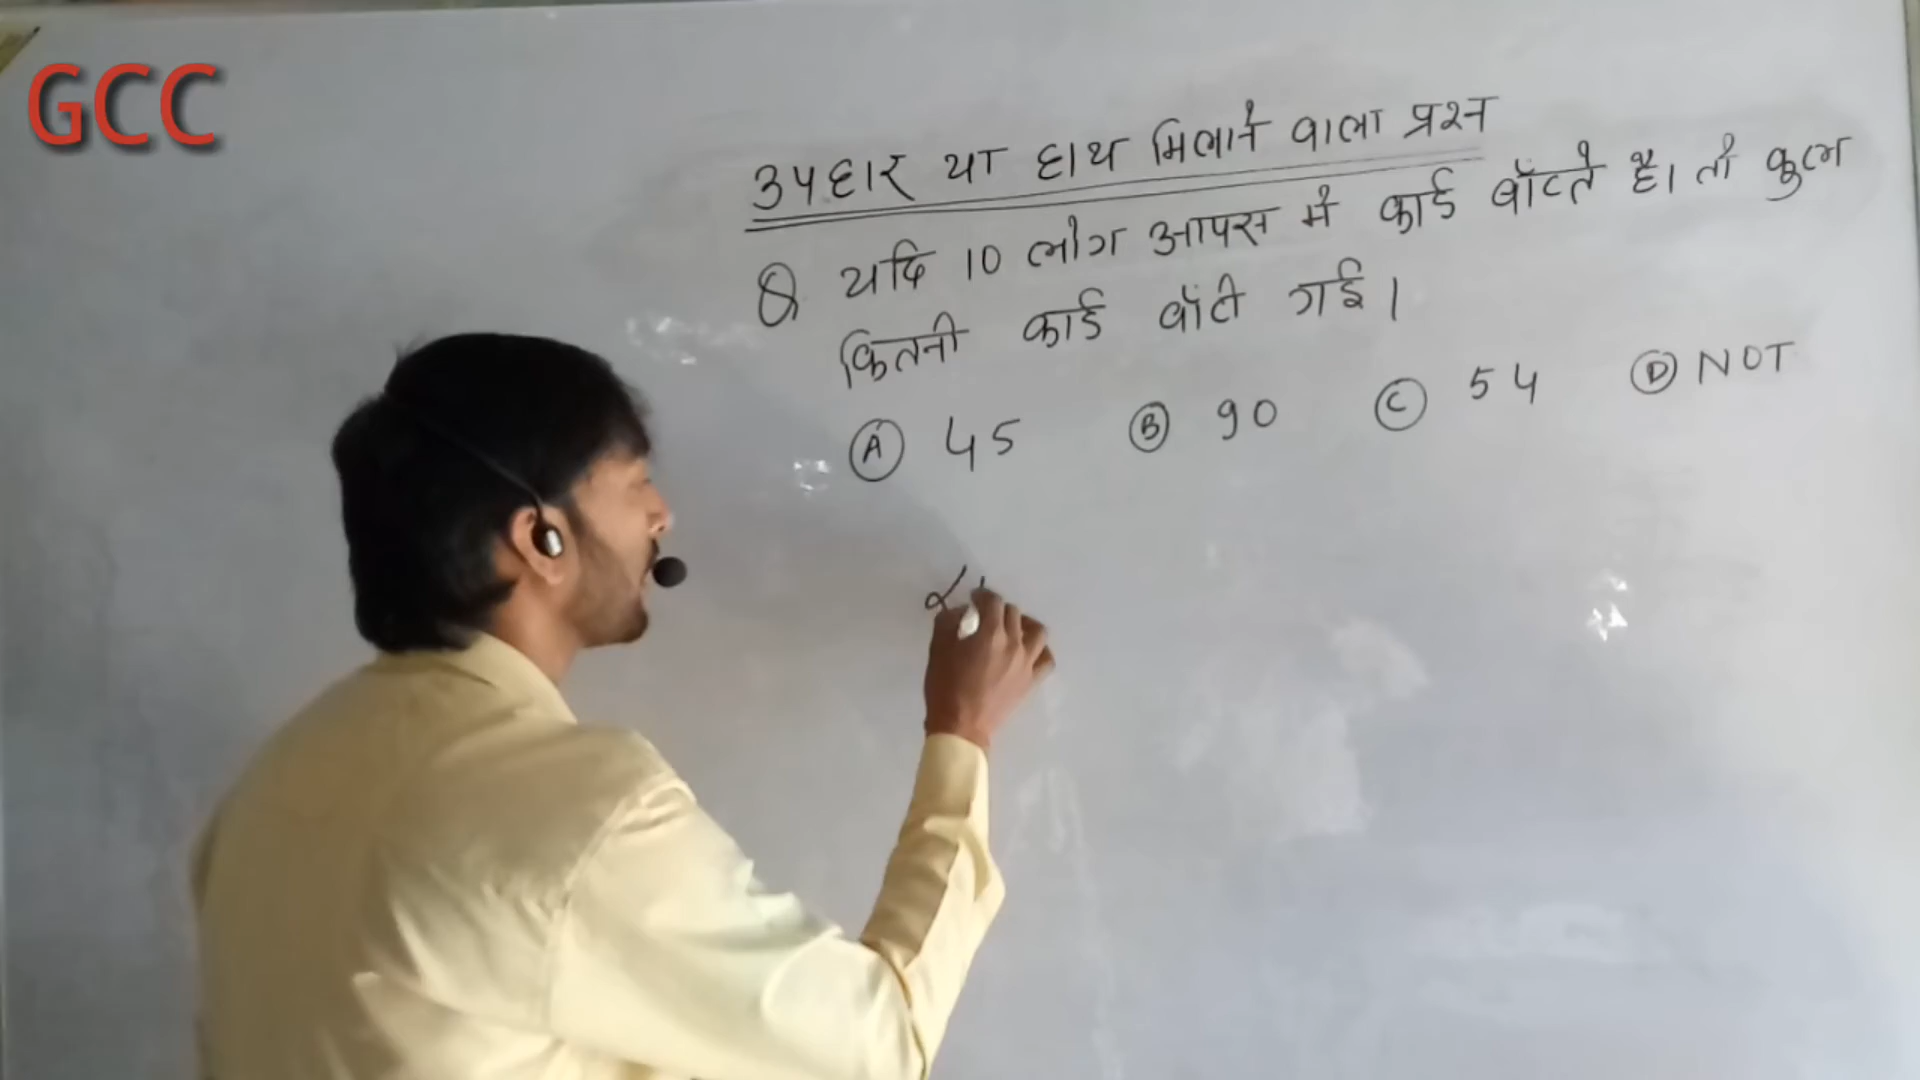 GCC
उपहार या हाथ मिलाने वाला प्रश्न
Q यदि 10 लोग आपस में कार्ड बाँटते है। तो कुल
कितनी कार्ड बाँटी गई।
(A) 45 (B) 90 (C) 54 (D) NOT